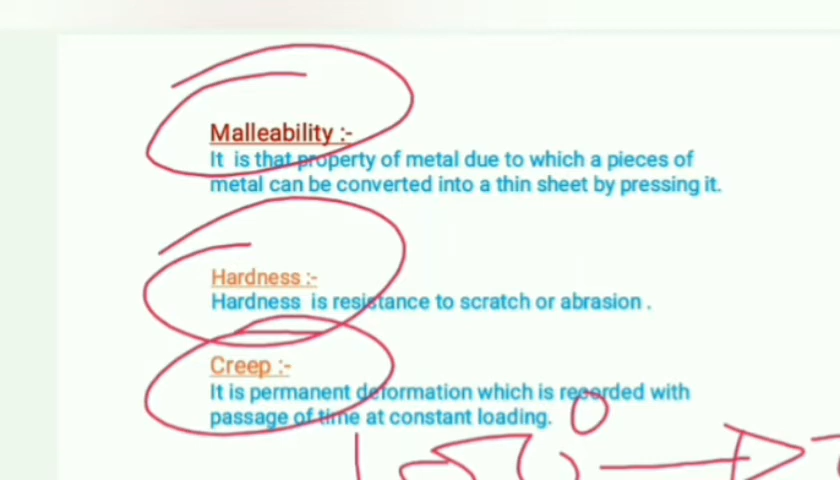 Malleability :-
It is that property of metal due to which a pieces of
metal can be converted into a thin sheet by pressing it.
Hardness :-
Hardness is resistance to scratch or abrasion .
Creep :-
It is permanent deformation which is recorded with
passage of time at constant loading.